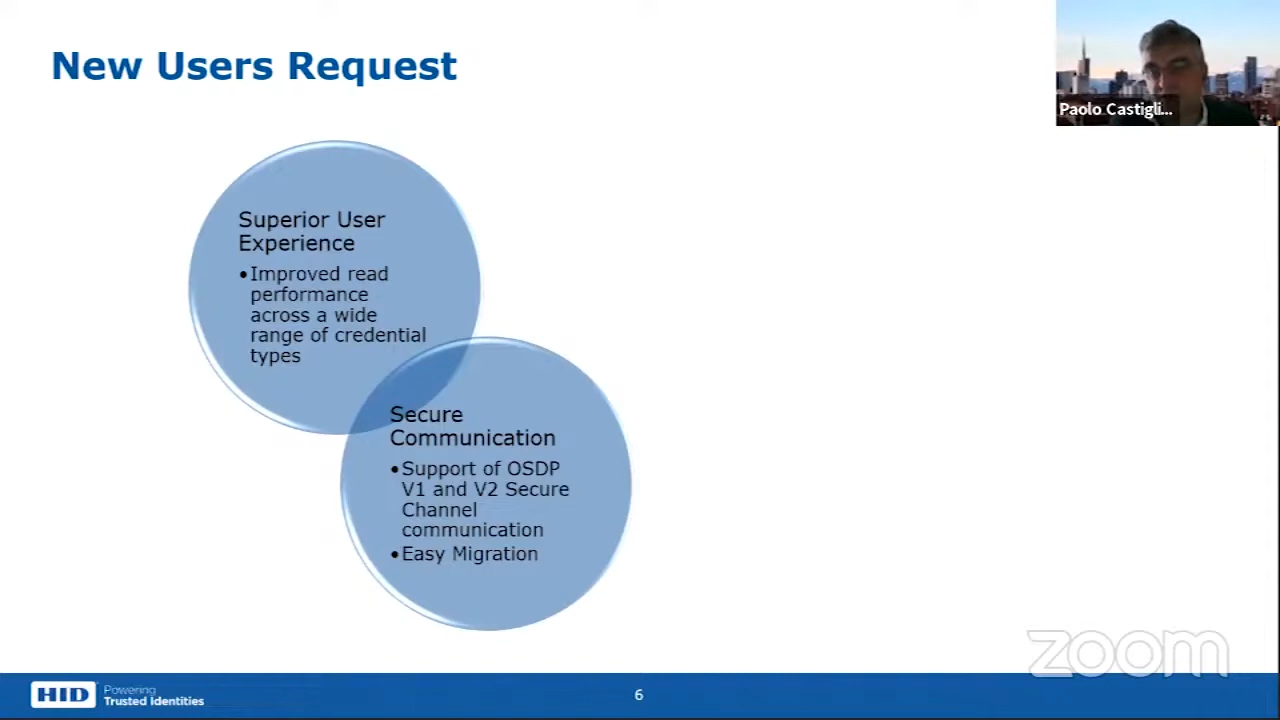 New Users Request
Paolo Castigli...
Superior User
Experience
•Improved read
performance
across a wide
range of credential
types
Secure
Communication
•Support of OSDP
V1 and V2 Secure
Channel
communication
•Easy Migration
zoom
HID
Powering
Trusted Identities
6